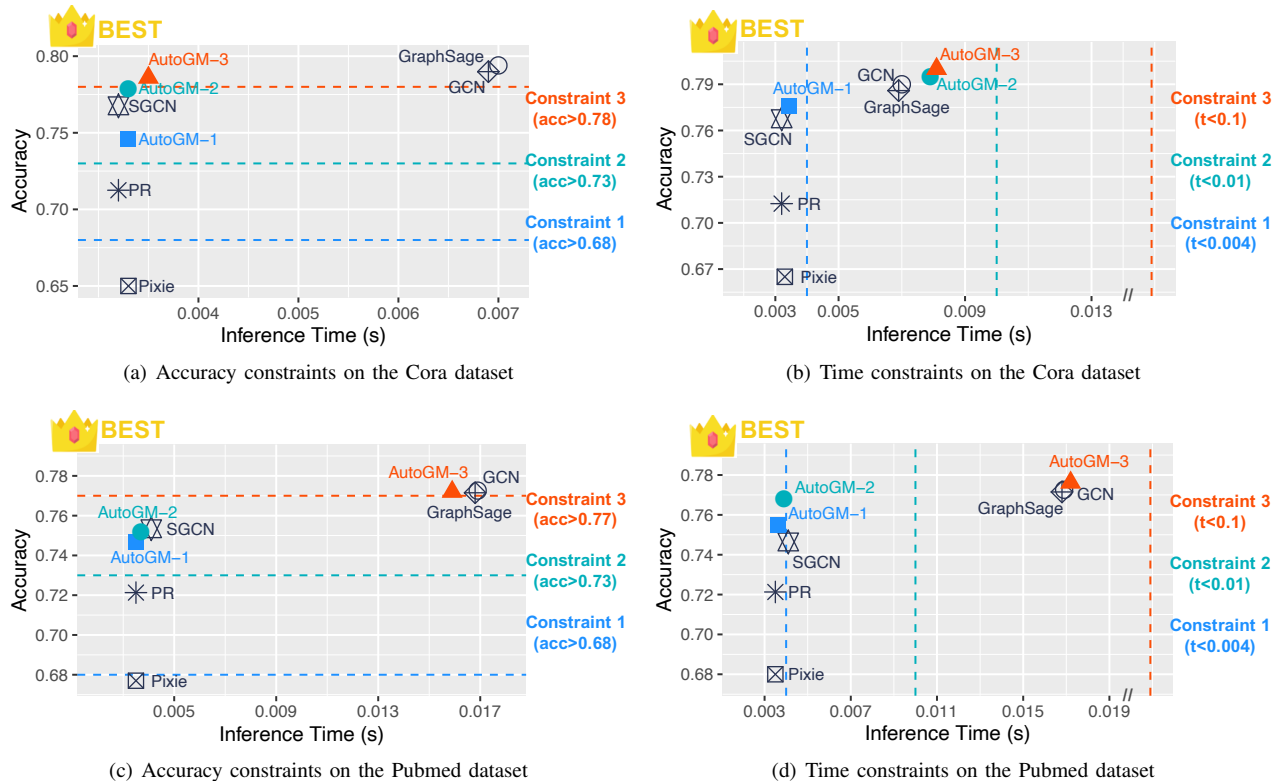 BEST
Accuracy
0.80
0.75
0.70
0.65
AutoGM-3
GraphSage
GCN
AutoGM-2
SGCN
AutoGM-1
PR
Pixie
Constraint 3
(acc>0.78)
Constraint 2
(acc>0.73)
Constraint 1
(acc>0.68)
0.004
0.005
0.006
0.007
Inference Time (s)
(a) Accuracy constraints on the Cora dataset
BEST
Accuracy
0.79
0.76
0.73
0.70
0.67
AutoGM-3
GCN
AutoGM-1
AutoGM-2
GraphSage
SGCN
PR
Pixie
Constraint 3
(t<0.1)
Constraint 2
(t<0.01)
Constraint 1
(t<0.004)
0.003
0.005
0.009
0.013
//
Inference Time (s)
(b) Time constraints on the Cora dataset
BEST
Accuracy
0.78
0.76
0.74
0.72
0.70
0.68
AutoGM-3
GCN
GraphSage
AutoGM-2
SGCN
AutoGM-1
PR
Pixie
Constraint 3
(acc>0.77)
Constraint 2
(acc>0.73)
Constraint 1
(acc>0.68)
0.005
0.009
0.013
0.017
Inference Time (s)
(c) Accuracy constraints on the Pubmed dataset
BEST
Accuracy
0.78
0.76
0.74
0.72
0.70
0.68
AutoGM-3
AutoGM-2
GCN
GraphSage
AutoGM-1
SGCN
PR
Pixie
Constraint 3
(t<0.1)
Constraint 2
(t<0.01)
Constraint 1
(t<0.004)
0.003
0.007
0.011
0.015
0.019
//
Inference Time (s)
(d) Time constraints on the Pubmed dataset